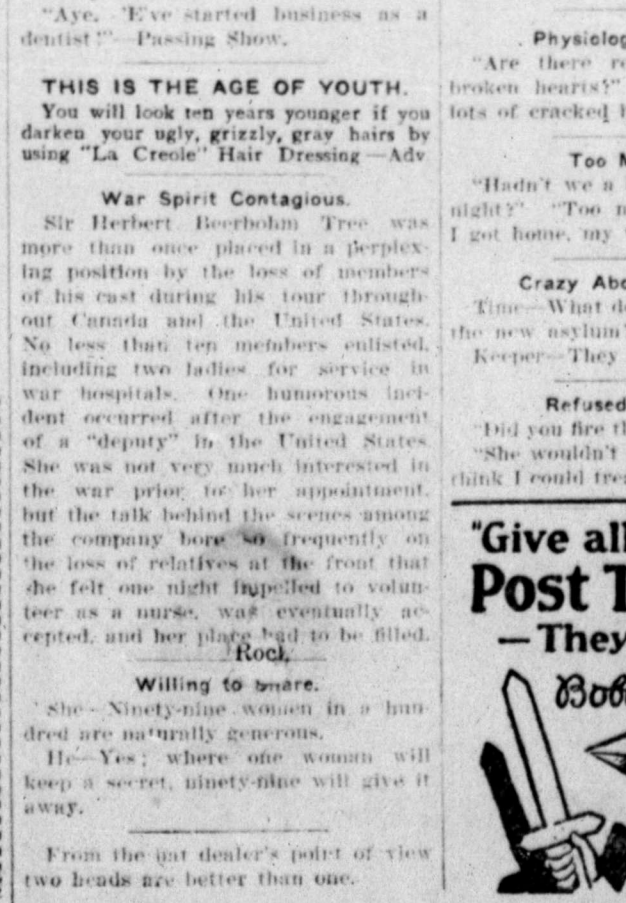 "Aye. 'E've started business as a
dentist!"—Passing Show.
THIS IS THE AGE OF YOUTH.
You will look ten years younger if you
darken your ugly, grizzly, gray hairs by
using "La Creole" Hair Dressing—Adv
War Spirit Contagious.
Sir Herbert Beerbohm Tree was
more than once placed in a perplex-
ing position by the loss of members
of his cast during his tour through-
out Canada and the United States.
No less than ten members enlisted,
including two ladies for service in
war hospitals. One humorous inci-
dent occurred after the engagement
of a "deputy" in the United States.
She was not very much interested in
the war prior to her appointment,
but the talk behind the scenes among
the company bore so frequently on
the loss of relatives at the front that
she felt one night impelled to volun-
teer as a nurse, was eventually ac-
cepted, and her place had to be filled.
Rock,
Willing to Share.
She—Ninety-nine women in a hun-
dred are naturally generous.
He—Yes; where one woman will
keep a secret, ninety-nine will give it
away.
From the hat dealer's point of view
two heads are better than one.
Physiolog
"Are there re
broken hearts?"
lots of cracked
Too M
"Hadn't we a
night?" "Too
I got home, my
Crazy Abo
Time—What d
the new asylum
Keeper—They
Refused
"Did you fire th
"She wouldn't
think I could trea
"Give all
Post T
—They
Bob